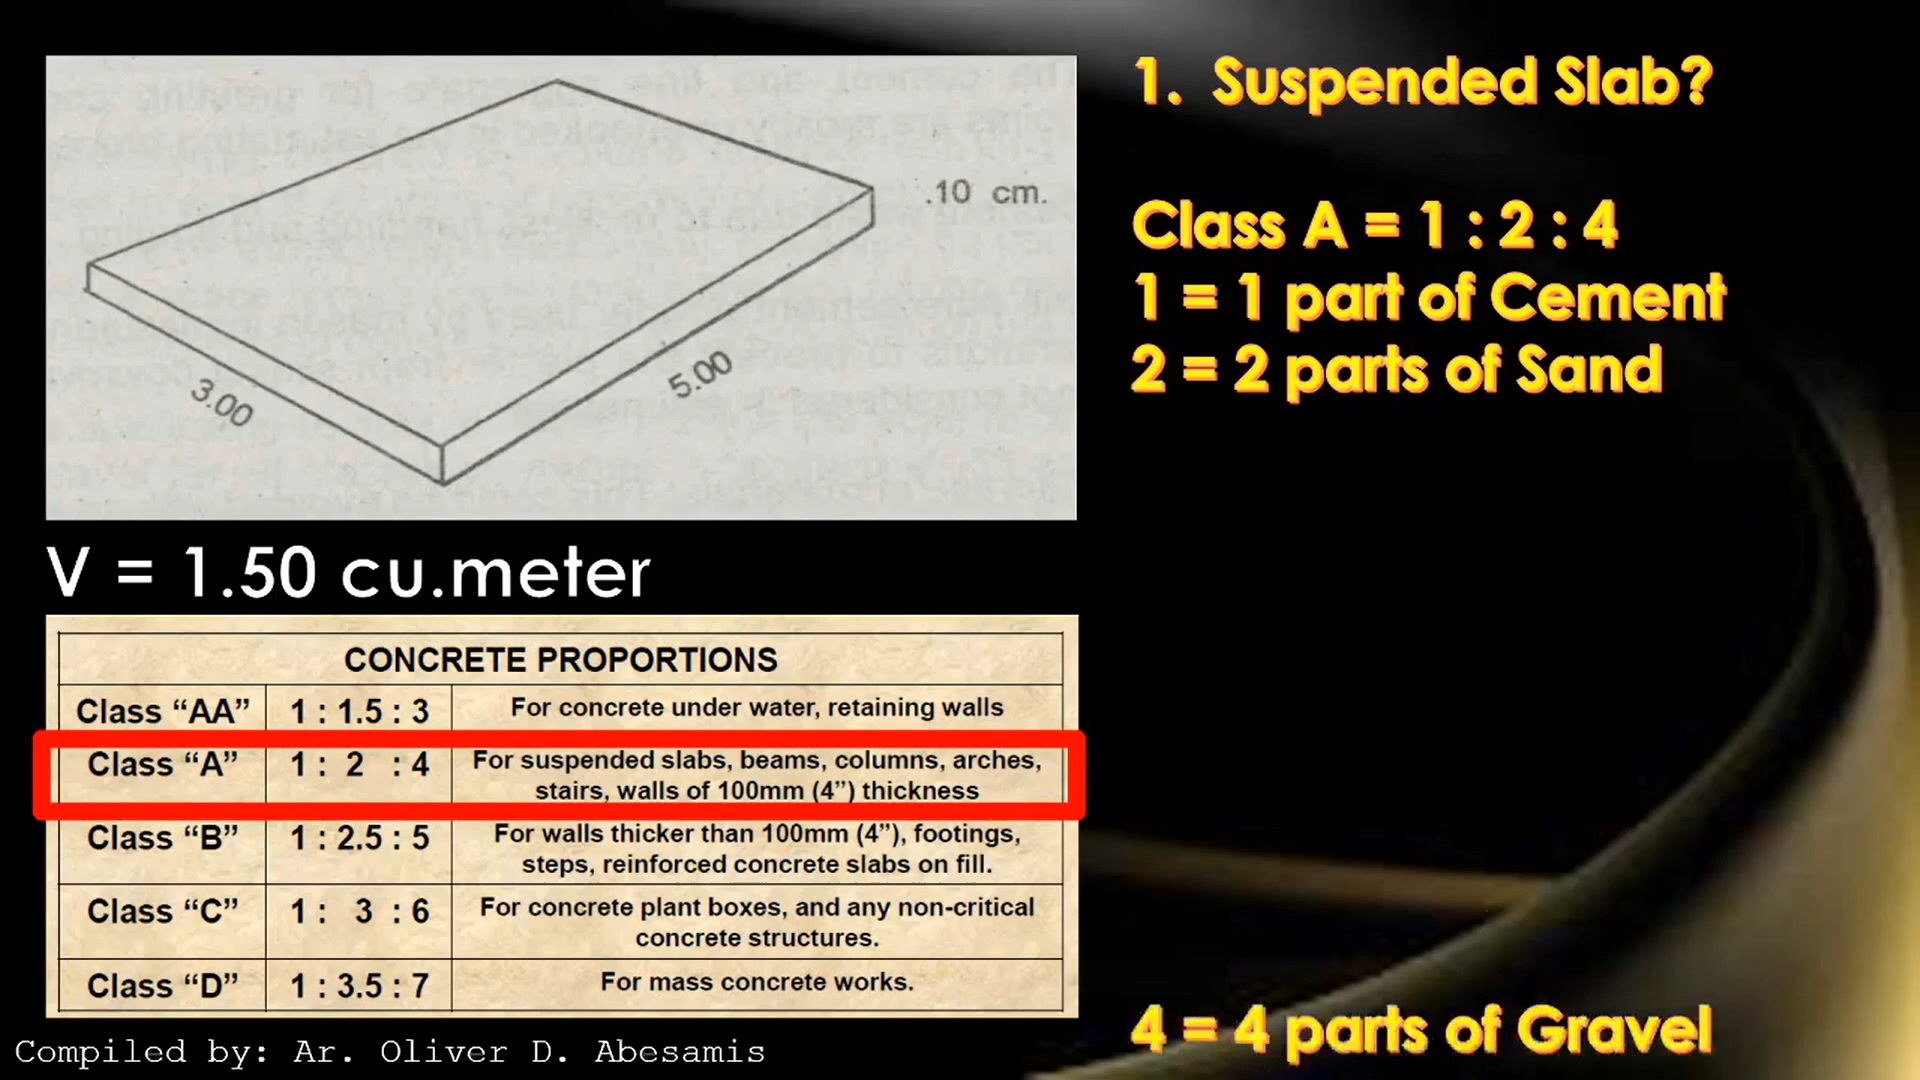 .10 cm.
3.00
5.00
V = 1.50 cu.meter
CONCRETE PROPORTIONS
Class “AA” 1 : 1.5 : 3 For concrete under water, retaining walls
Class “A” 1 : 2 : 4 For suspended slabs, beams, columns, arches,
stairs, walls of 100mm (4”) thickness
Class “B” 1 : 2.5 : 5 For walls thicker than 100mm (4”), footings,
steps, reinforced concrete slabs on fill.
Class “C” 1 : 3 : 6 For concrete plant boxes, and any non-critical
concrete structures.
Class “D” 1 : 3.5 : 7 For mass concrete works.
Compiled by: Ar. Oliver D. Abesamis
1. Suspended Slab?
Class A = 1 : 2 : 4
1 = 1 part of Cement
2 = 2 parts of Sand
4 = 4 parts of Gravel